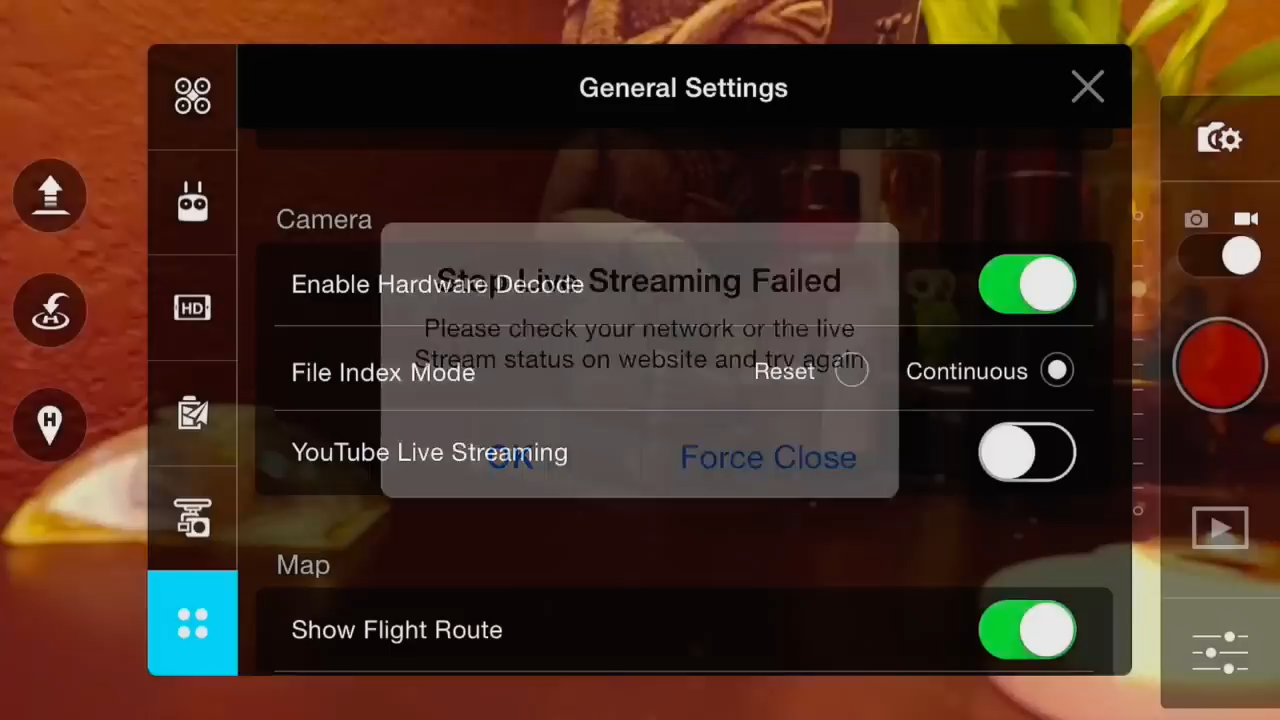 General Settings
Camera
Enable Hardware Decode
Stop Live Streaming Failed
Please check your network or the live
Stream status on website and try again
File Index Mode
Reset
Continuous
YouTube Live Streaming
OK
Force Close
Map
Show Flight Route
HD
H
H